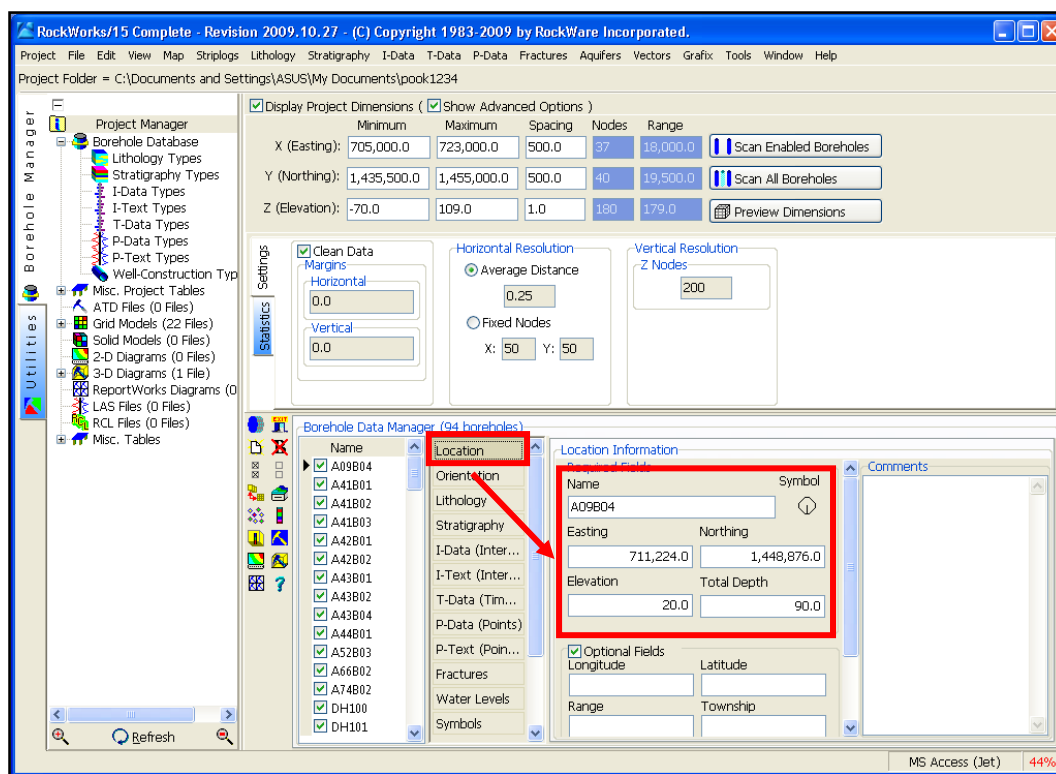 RockWorks/15 Complete - Revision 2009.10.27 - (C) Copyright 1983-2009 by RockWare Incorporated.
Project File Edit View Map Striplogs Lithology Stratigraphy I-Data T-Data P-Data Fractures Aquifers Vectors Grafix Tools Window Help
Project Folder = C:\Documents and Settings\ASUS\My Documents\pook1234
Borehole Manager
Utilities
Project Manager
Borehole Database
Lithology Types
Stratigraphy Types
I-Data Types
I-Text Types
T-Data Types
P-Data Types
P-Text Types
Well-Construction Typ
Misc. Project Tables
ATD Files (0 Files)
Grid Models (22 Files)
Solid Models (0 Files)
2-D Diagrams (0 Files)
3-D Diagrams (1 File)
ReportWorks Diagrams (0
LAS Files (0 Files)
RCL Files (0 Files)
Misc. Tables
Refresh
Display Project Dimensions ( Show Advanced Options )
Minimum Maximum Spacing Nodes Range
X (Easting): 705,000.0 723,000.0 500.0 37 18,000.0 Scan Enabled Boreholes
Y (Northing): 1,435,500.0 1,455,000.0 500.0 40 19,500.0 Scan All Boreholes
Z (Elevation): -70.0 109.0 1.0 180 179.0 Preview Dimensions
Settings
Statistics
Clean Data
Margins
Horizontal
0.0
Vertical
0.0
Horizontal Resolution
Average Distance
0.25
Fixed Nodes
X: 50 Y: 50
Vertical Resolution
Z Nodes
200
EXIT
Borehole Data Manager (94 boreholes)
Name
A09B04
A41B01
A41B02
A41B03
A42B01
A42B02
A43B01
A43B02
A43B04
A44B01
A52B03
A66B02
A74B02
DH100
DH101
Location
Orientation
Lithology
Stratigraphy
I-Data (Inter...
I-Text (Inter...
T-Data (Tim...
P-Data (Points)
P-Text (Poin...
Fractures
Water Levels
Symbols
Location Information
Required Fields
Name Symbol
A09B04
Easting Northing
711,224.0 1,448,876.0
Elevation Total Depth
20.0 90.0
Optional Fields
Longitude Latitude
Range Township
Comments
MS Access (Jet) 44%